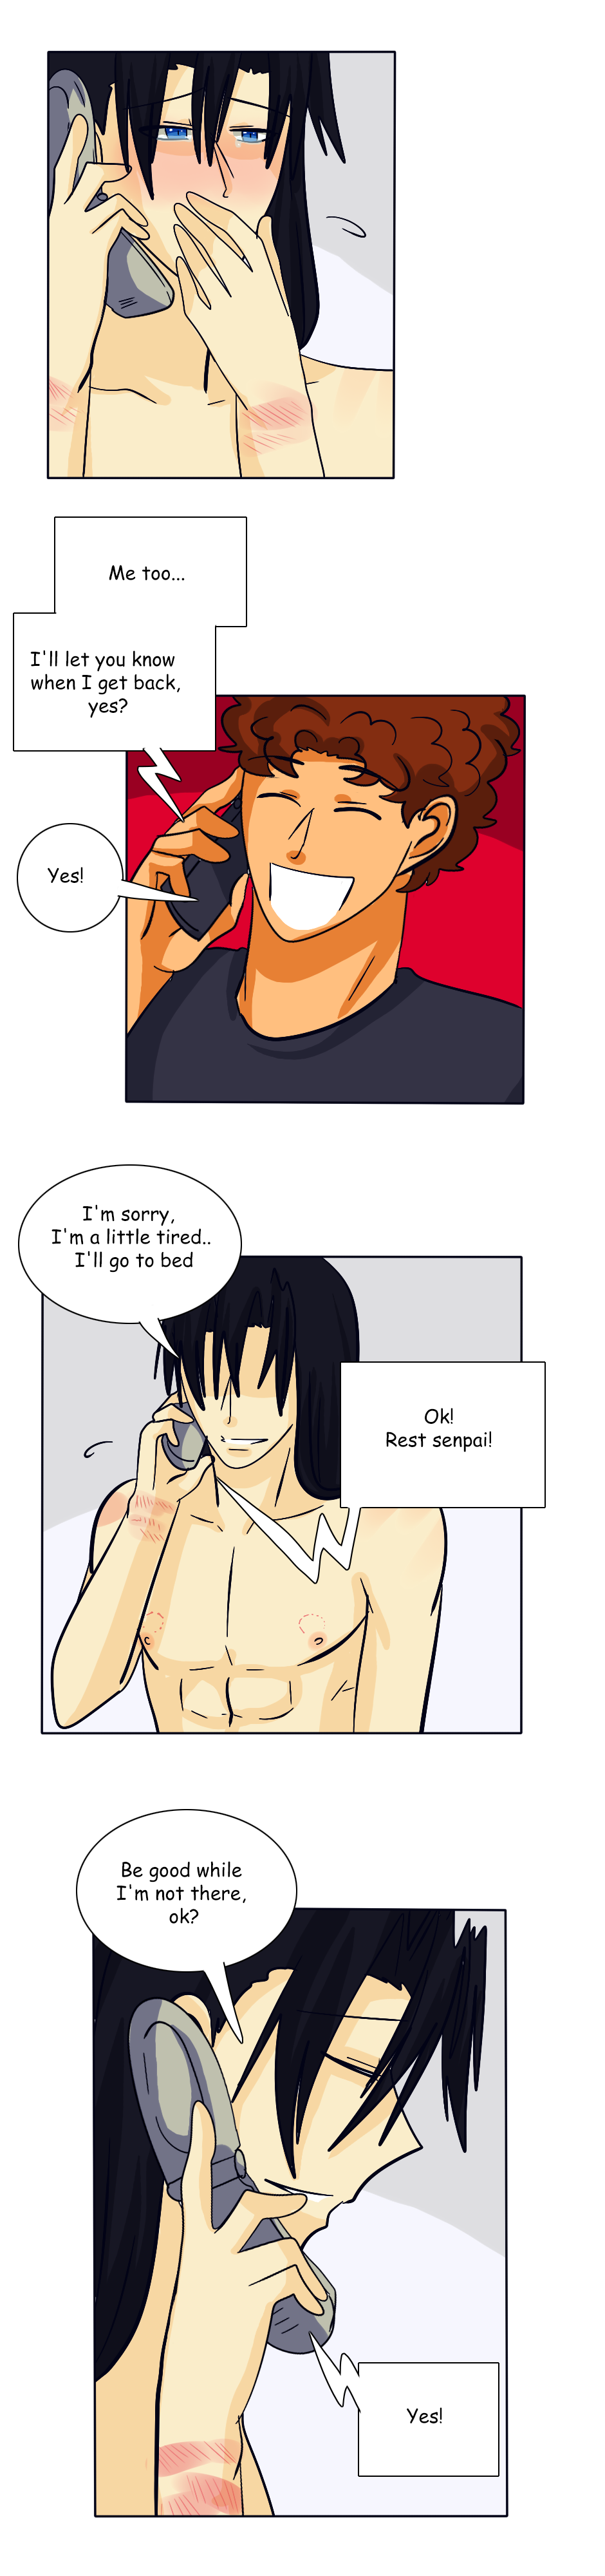 Me too...
I'll let you know
when I get back,
yes?
Yes!
I'm sorry,
I'm a little tired..
I'll go to bed
Ok!
Rest senpai!
Be good while
I'm not there,
ok?
Yes!